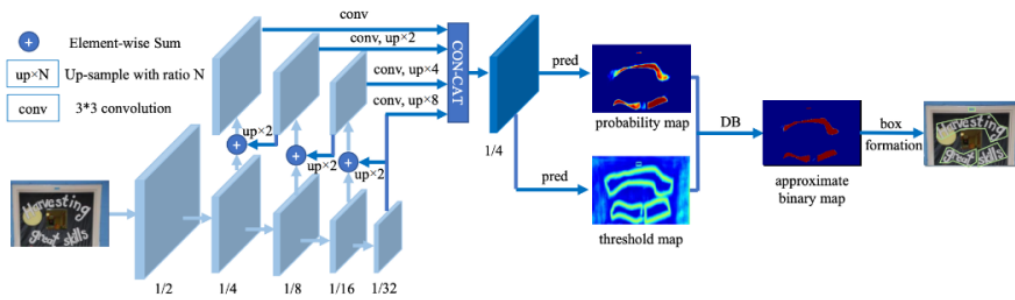 conv
conv, up×2
conv, up×4
conv, up×8
CON-CAT
Element-wise Sum
up×N Up-sample with ratio N
conv 3*3 convolution
up×2
up×2
up×2
1/2
1/4
1/8
1/16
1/32
1/4
pred
pred
probability map
threshold map
DB
approximate
binary map
box
formation
Harvesting
great skills
Harvesting
great skills